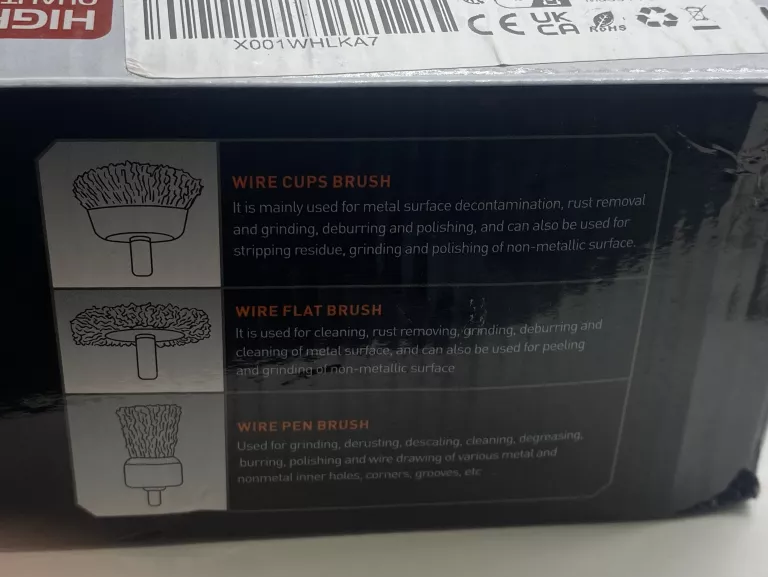 HIGH
QUALIT
X001WHLKA7
CE UK CA RoHS
WIRE CUPS BRUSH
It is mainly used for metal surface decontamination, rust removal
and grinding, deburring and polishing, and can also be used for
stripping residue, grinding and polishing of non-metallic surface.
WIRE FLAT BRUSH
It is used for cleaning, rust removing, grinding, deburring and
cleaning of metal surface, and can also be used for peeling
and grinding of non-metallic surface
WIRE PEN BRUSH
Used for grinding, derusting, descaling, cleaning, degreasing,
burring, polishing and wire drawing of various metal and
nonmetal inner holes, corners, grooves, etc